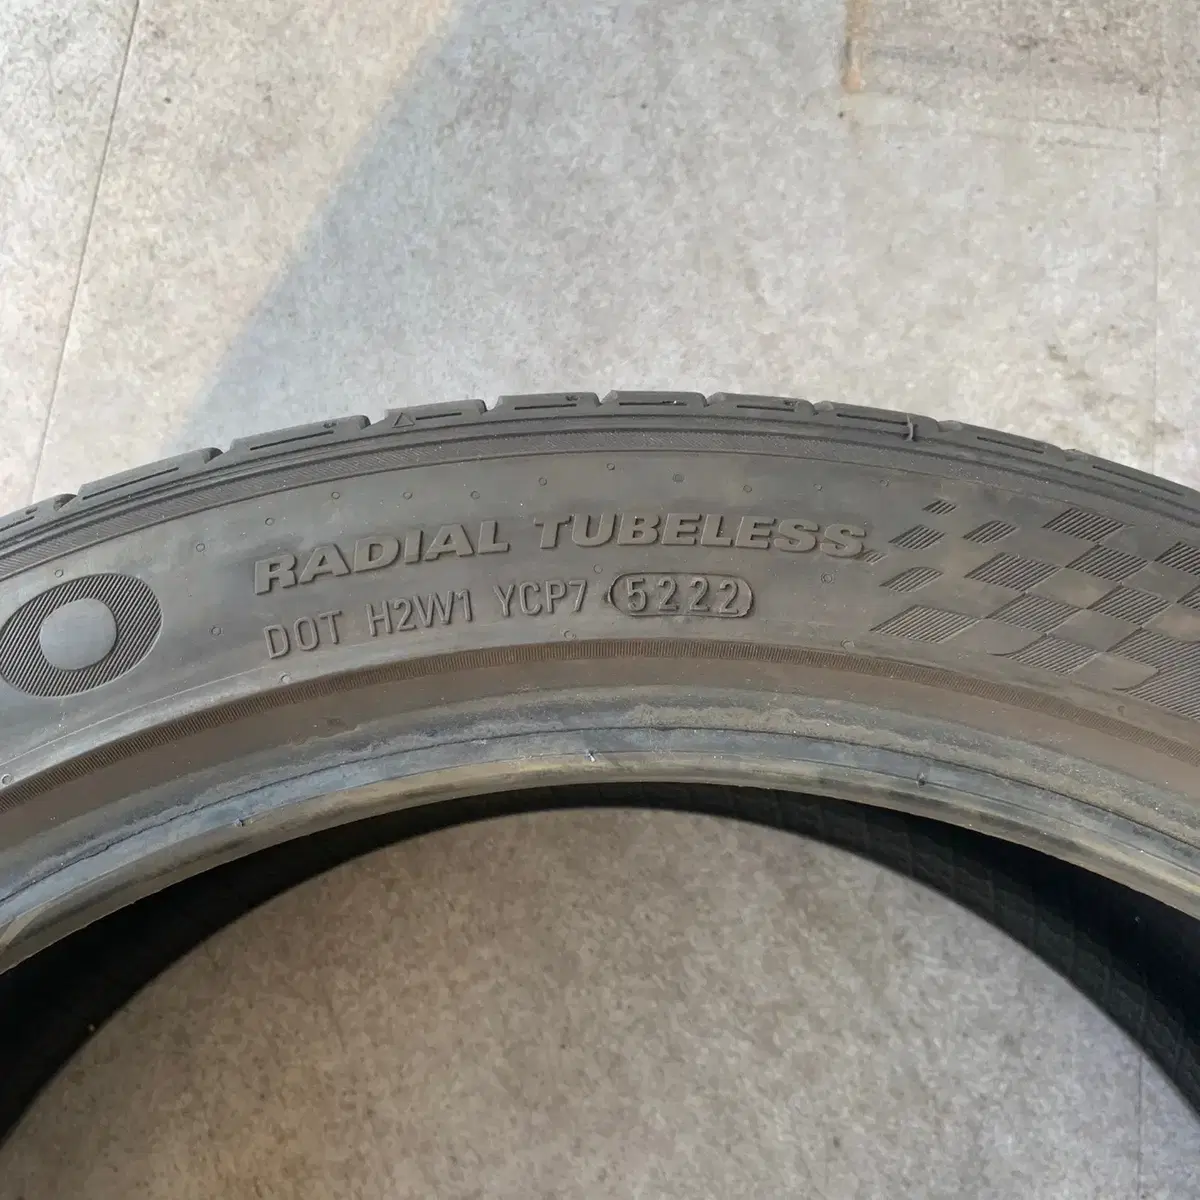 RADIAL TUBELESS
DOT H2W1 YCP7 5222